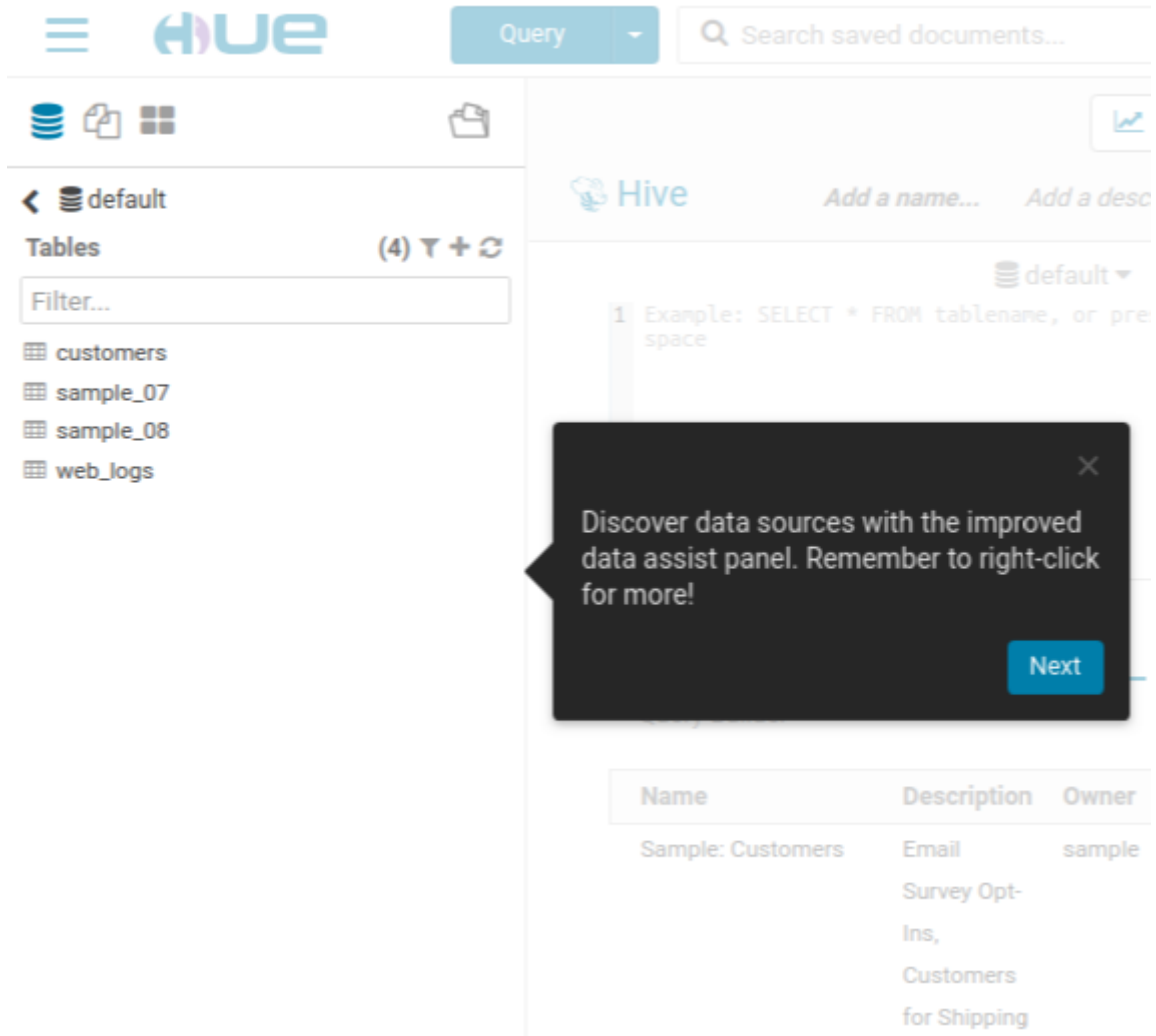 HUE
Query
Search saved documents...
default
Tables (4)
Filter...
customers
sample_07
sample_08
web_logs
Hive Add a name... Add a desc
default
1 Example: SELECT * FROM tablename, or pre
space
Discover data sources with the improved
data assist panel. Remember to right-click
for more!
Next
Name Description Owner
Sample: Customers Email sample
Survey Opt-
Ins,
Customers
for Shipping